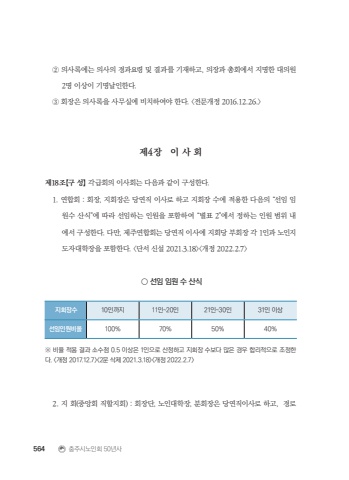 ② 의사록에는 의사의 경과요령 및 결과를 기재하고, 의장과 총회에서 지명한 대의원
2명 이상이 기명날인한다.
③ 회장은 의사록을 사무실에 비치하여야 한다. <전문개정 2016.12.26.>
제4장 이 사 회
제18조[구 성] 각급회의 이사회는 다음과 같이 구성한다.
1. 연합회 : 회장, 지회장은 당연직 이사로 하고 지회장 수에 적용한 다음의 "선임 임
원수 산식"에 따라 선임하는 인원을 포함하여 "별표 2"에서 정하는 인원 범위 내
에서 구성한다. 다만, 제주연합회는 당연직 이사에 지회당 부회장 각 1인과 노인지
도자대학장을 포함한다. <단서 신설 2021.3.18><개정 2022.2.7>
○ 선임 임원 수 산식
지회장수 10인까지 11인~20인 21인~30인 31인 이상
선임인원비율 100% 70% 50% 40%
※ 비율 적용 결과 소수점 0.5 이상은 1인으로 산정하고 지회장 수보다 많은 경우 합리적으로 조정한
다. <개정 2017.12.7><2문 삭제 2021.3.18><개정 2022.2.7>
2. 지 회(중앙회 직할지회) : 회장단, 노인대학장, 분회장은 당연직이사로 하고, 경로
564 충주시노인회 50년사